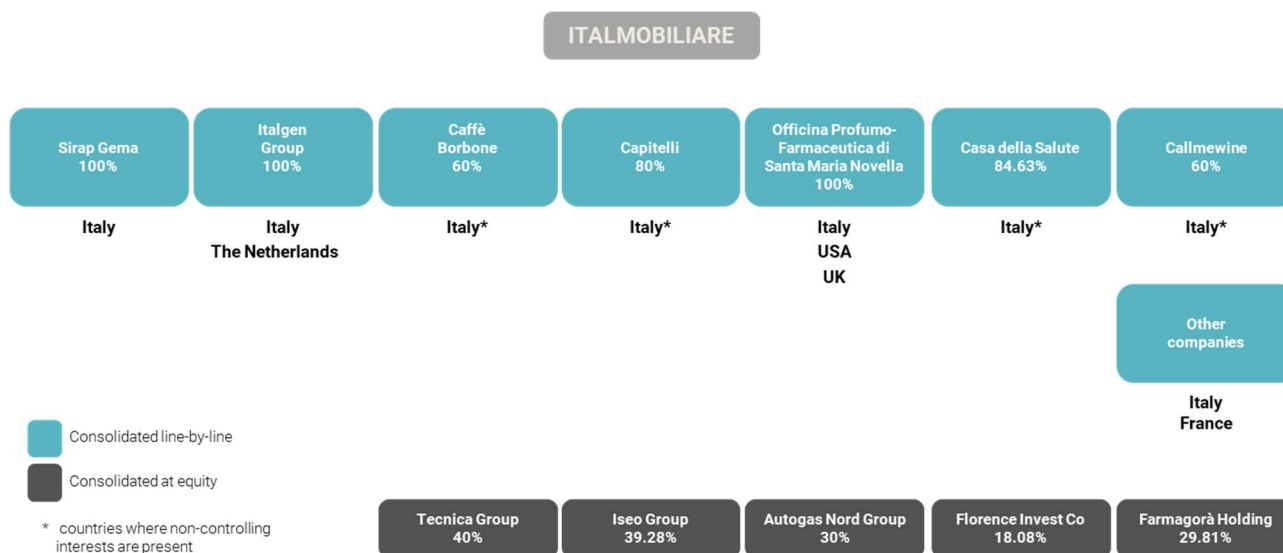 ITALMOBILIARE
Sirap Gema
100%
Italgen
Group
100%
Caffè
Borbone
60%
Capitelli
80%
Officina Profumo-
Farmaceutica di
Santa Maria Novella
100%
Casa della Salute
84.63%
Callmewine
60%
Italy
Italy
The Netherlands
Italy*
Italy*
Italy
USA
UK
Italy*
Italy*
Other
companies
Italy
France
Consolidated line-by-line
Consolidated at equity
* countries where non-controlling
interests are present
Tecnica Group
40%
Iseo Group
39.28%
Autogas Nord Group
30%
Florence Invest Co
18.08%
Farmagorà Holding
29.81%